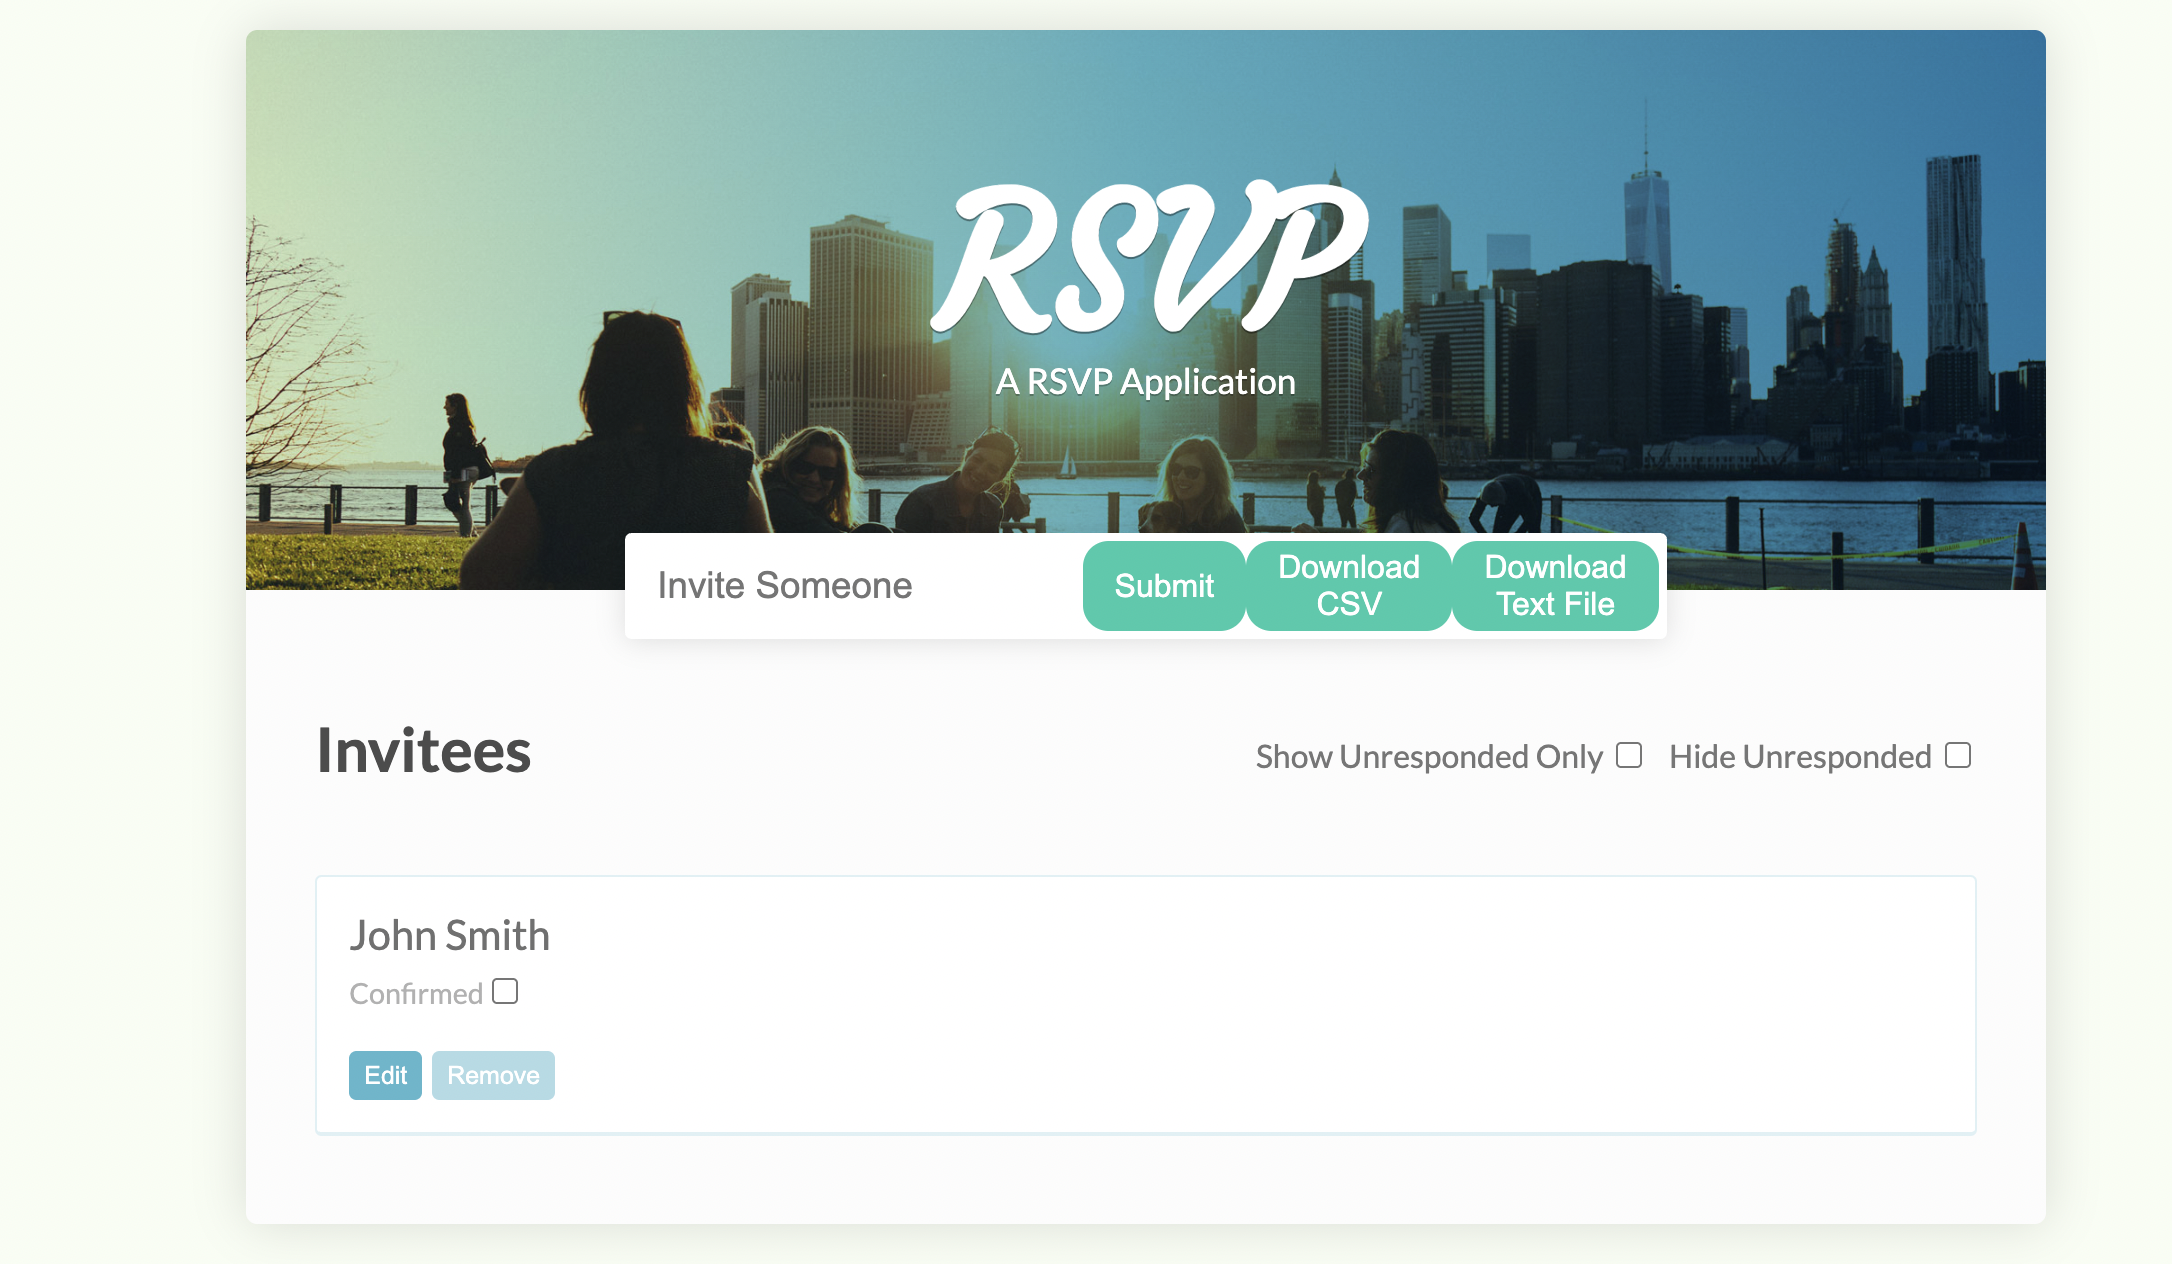 RSVP
A RSVP Application
Invite Someone
Submit
Download
CSV
Download
Text File
Invitees
Show Unresponded Only
Hide Unresponded
John Smith
Confirmed
Edit
Remove